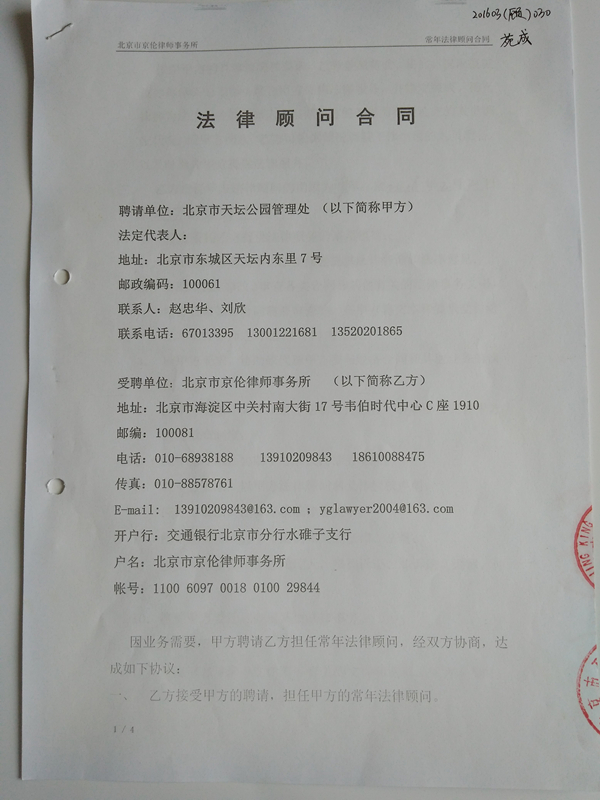 201603(顾)030
北京市京伦律师事务所 常年法律顾问合同
法律顾问合同
聘请单位：北京市天坛公园管理处 （以下简称甲方）
法定代表人：
地址：北京市东城区天坛内东里7号
邮政编码：100061
联系人：赵忠华、刘欣
联系电话：67013395 13001221681 13520201865
受聘单位：北京市京伦律师事务所 （以下简称乙方）
地址：北京市海淀区中关村南大街17号韦伯时代中心C座1910
邮编：100081
电话：010-68938188 13910209843 18610088475
传真：010-88578761
E-mail: 13910209843@163.com；yglawyer2004@163.com
开户行：交通银行北京市分行水碓子支行
户名：北京市京伦律师事务所
帐号：1100 6097 0018 0100 29844
因业务需要，甲方聘请乙方担任常年法律顾问，经双方协商，达
成如下协议：
一、 乙方接受甲方的聘请，担任甲方的常年法律顾问。
1 / 4
JING KING
京市